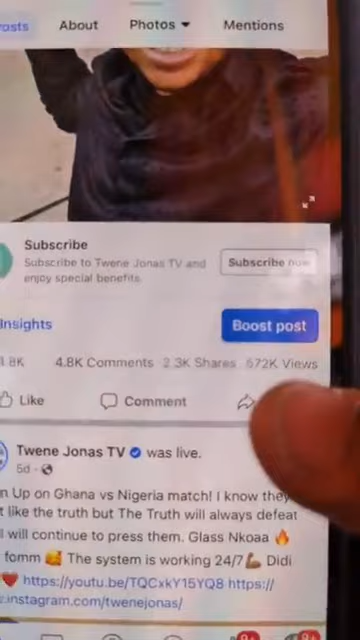 About
Photos
Mentions
Subscribe
Subscribe to Twene Jonas TV and
enjoy special benefits.
Subscribe now
Insights
Boost post
4.8K Comments 2.3K Shares 672K Views
Like
Comment
Twene Jonas TV was live.
5d
Up on Ghana vs Nigeria match! I know they
like the truth but The Truth will always defeat
will continue to press them. Glass Nkoaa 🔥
fomm 🥰 The system is working 24/7 💪 Didi
❤️ https://youtu.be/TQCxkY15YQ8 https://
.instagram.com/twenejonas/